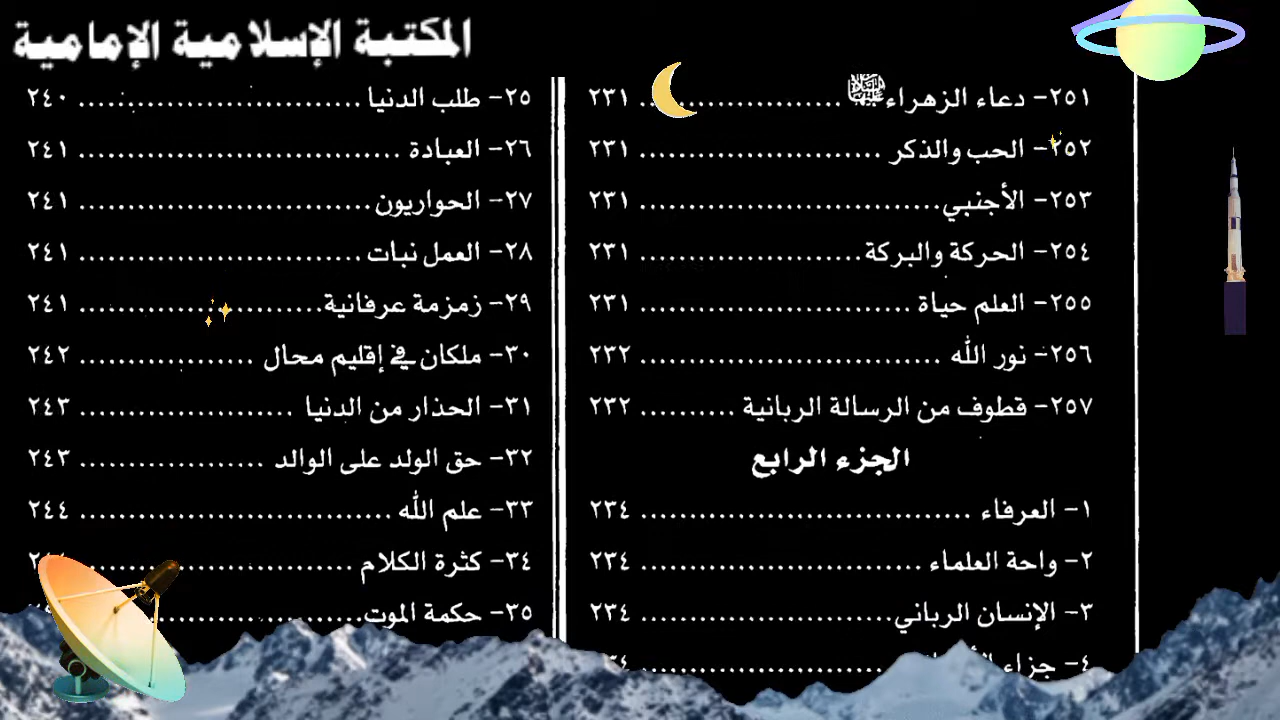 المكتبة الإسلامية الإمامية
٢٥١- دعاء الزهراء عليها السلام ..................... ٢٣١
٢٥٢- الحب والذكر ........................ ٢٣١
٢٥٣- الأجنبي.............................. ٢٣١
٢٥٤- الحركة والبركة...................... ٢٣١
٢٥٥- العلم حياة ........................... ٢٣١
٢٥٦- نور الله .............................. ٢٣٢
٢٥٧- قطوف من الرسالة الربانية .......... ٢٣٢
الجزء الرابع
١- العرفاء ................................. ٢٣٤
٢- واحة العلماء ............................ ٢٣٤
٣- الإنسان الرباني......................... ٢٣٤
٤- جزاء
٢٥- طلب الدنيا ............................ ٢٤٠
٢٦- العبادة ................................ ٢٤١
٢٧- الحواريون............................. ٢٤١
٢٨- العمل نبات ............................ ٢٤١
٢٩- زمزمة عرفانية........................ ٢٤١
٣٠- ملكان في إقليم محال .................. ٢٤٢
٣١- الحذار من الدنيا ...................... ٢٤٣
٣٢- حق الولد على الوالد ................... ٢٤٣
٣٣- علم الله ............................... ٢٤٤
٣٤- كثرة الكلام ...........................
٣٥- حكمة الموت...........................